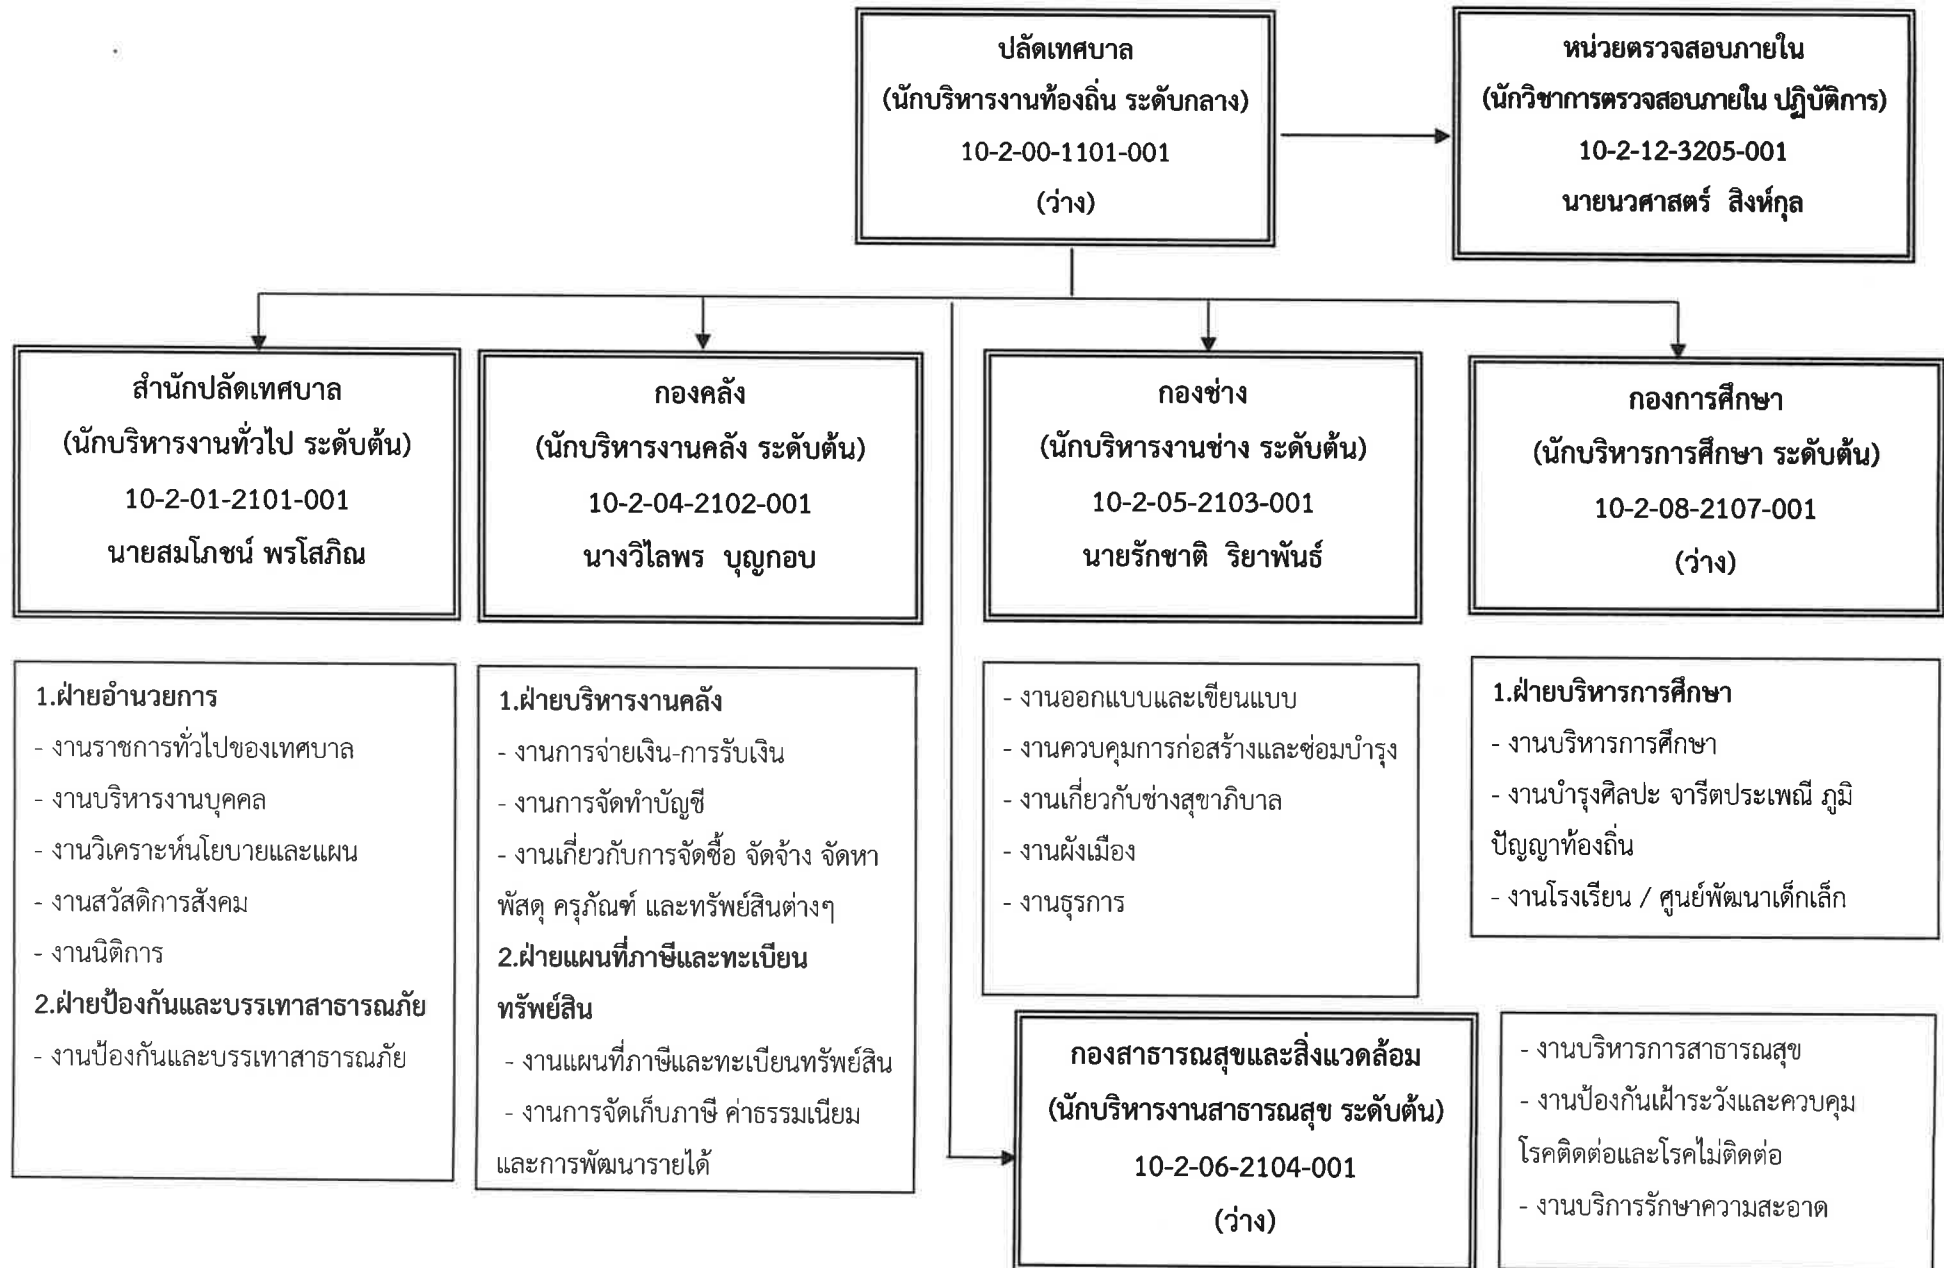 ปลัดเทศบาล
(นักบริหารงานท้องถิ่น ระดับกลาง)
10-2-00-1101-001
(ว่าง)
หน่วยตรวจสอบภายใน
(นักวิชาการตรวจสอบภายใน ปฏิบัติการ)
10-2-12-3205-001
นายนวศาสตร์ สิงห์กุล
สำนักปลัดเทศบาล
(นักบริหารงานทั่วไป ระดับต้น)
10-2-01-2101-001
นายสมโภชน์ พรโสภิณ
กองคลัง
(นักบริหารงานคลัง ระดับต้น)
10-2-04-2102-001
นางวิไลพร บุญกอบ
กองช่าง
(นักบริหารงานช่าง ระดับต้น)
10-2-05-2103-001
นายรักชาติ ริยาพันธ์
กองการศึกษา
(นักบริหารการศึกษา ระดับต้น)
10-2-08-2107-001
(ว่าง)
1.ฝ่ายอำนวยการ
- งานราชการทั่วไปของเทศบาล
- งานบริหารงานบุคคล
- งานวิเคราะห์นโยบายและแผน
- งานสวัสดิการสังคม
- งานนิติการ
2.ฝ่ายป้องกันและบรรเทาสาธารณภัย
- งานป้องกันและบรรเทาสาธารณภัย
1.ฝ่ายบริหารงานคลัง
- งานการจ่ายเงิน-การรับเงิน
- งานการจัดทำบัญชี
- งานเกี่ยวกับการจัดซื้อ จัดจ้าง จัดหา
พัสดุ ครุภัณฑ์ และทรัพย์สินต่างๆ
2.ฝ่ายแผนที่ภาษีและทะเบียน
ทรัพย์สิน
- งานแผนที่ภาษีและทะเบียนทรัพย์สิน
- งานการจัดเก็บภาษี ค่าธรรมเนียม
และการพัฒนารายได้
- งานออกแบบและเขียนแบบ
- งานควบคุมการก่อสร้างและซ่อมบำรุง
- งานเกี่ยวกับช่างสุขาภิบาล
- งานผังเมือง
- งานธุรการ
1.ฝ่ายบริหารการศึกษา
- งานบริหารการศึกษา
- งานบำรุงศิลปะ จารีตประเพณี ภูมิ
ปัญญาท้องถิ่น
- งานโรงเรียน / ศูนย์พัฒนาเด็กเล็ก
กองสาธารณสุขและสิ่งแวดล้อม
(นักบริหารงานสาธารณสุข ระดับต้น)
10-2-06-2104-001
(ว่าง)
- งานบริหารการสาธารณสุข
- งานป้องกันเฝ้าระวังและควบคุม
โรคติดต่อและโรคไม่ติดต่อ
- งานบริการรักษาความสะอาด